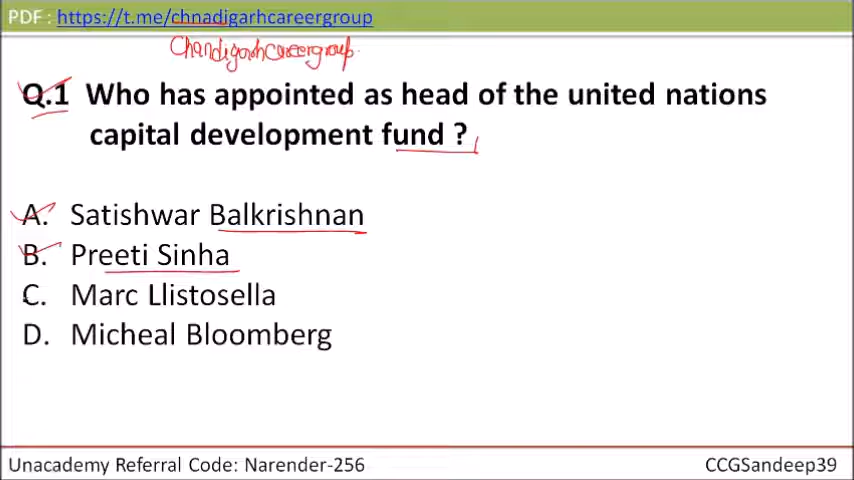 PDF : https://t.me/chnadigarhcareergroup
Chandigarhcareergroup.
Q.1 Who has appointed as head of the united nations
capital development fund ?
A. Satishwar Balkrishnan
B. Preeti Sinha
C. Marc Llistosella
D. Micheal Bloomberg
Unacademy Referral Code: Narender-256
CCGSandeep39